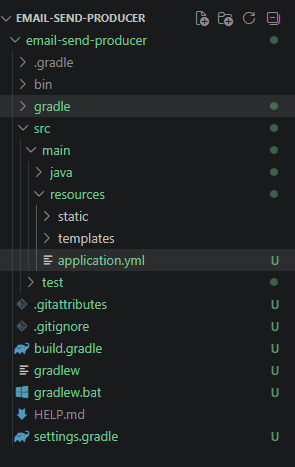 EMAIL-SEND-PRODUCER
email-send-producer
.gradle
bin
gradle
src
main
java
resources
static
templates
application.yml U
test
.gitattributes U
.gitignore U
build.gradle U
gradlew U
gradlew.bat U
HELP.md
settings.gradle U